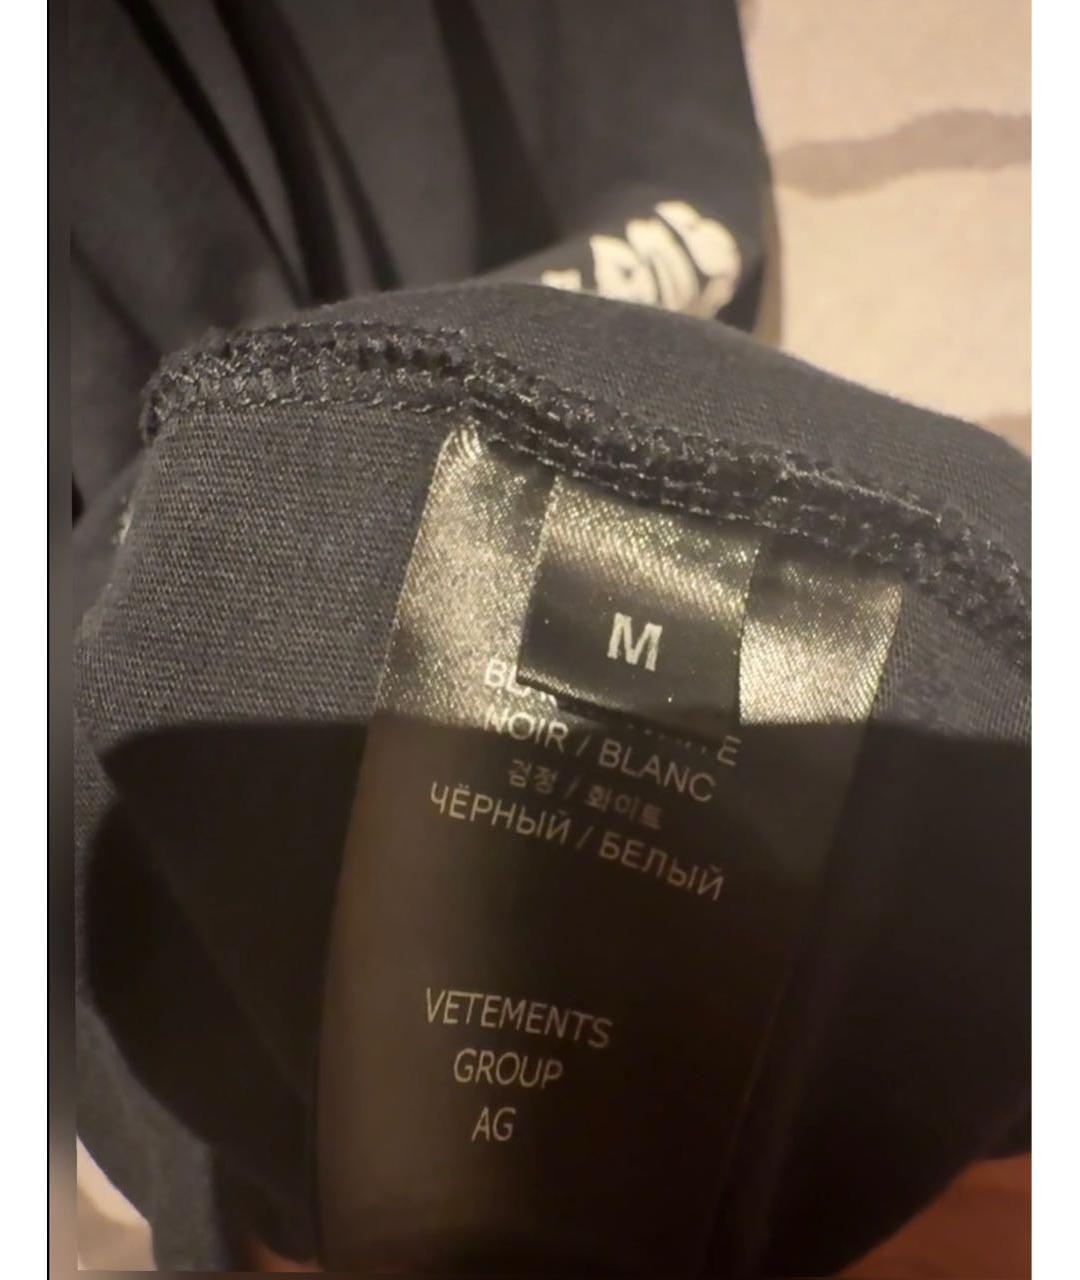 M
NOIR / BLANC
검정 / 화이트
ЧЁРНЫЙ / БЕЛЫЙ
VETEMENTS
GROUP
AG